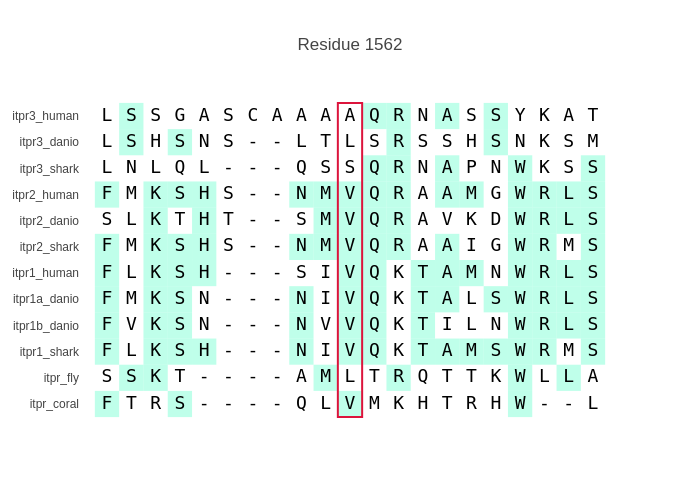 Residue 1562
itpr3_human L S S G A S C A A A A Q R N A S S Y K A T
itpr3_danio L S H S N S - - L T L S R S S H S N K S M
itpr3_shark L N L Q L - - - Q S S Q R N A P N W K S S
itpr2_human F M K S H S - - N M V Q R A A M G W R L S
itpr2_danio S L K T H T - - S M V Q R A V K D W R L S
itpr2_shark F M K S H S - - N M V Q R A A I G W R M S
itpr1_human F L K S H - - - S I V Q K T A M N W R L S
itpr1a_danio F M K S N - - - N I V Q K T A L S W R L S
itpr1b_danio F V K S N - - - N V V Q K T I L N W R L S
itpr1_shark F L K S H - - - N I V Q K T A M S W R M S
itpr_fly S S K T - - - - A M L T R Q T T K W L L A
itpr_coral F T R S - - - - Q L V M K H T R H W - - L